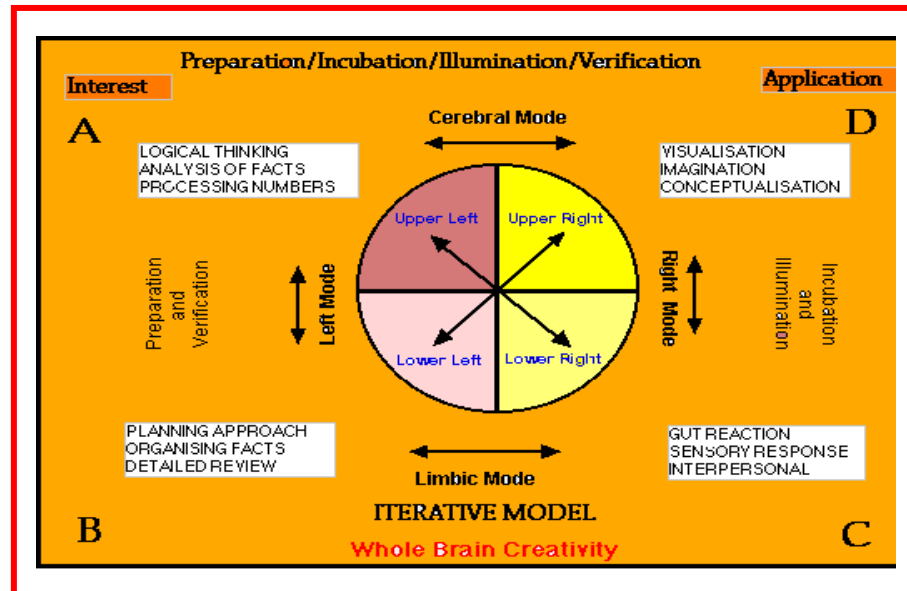 Preparation/Incubation/Illumination/Verification
Interest
Application
A
D
Cerebral Mode
LOGICAL THINKING
ANALYSIS OF FACTS
PROCESSING NUMBERS
VISUALISATION
IMAGINATION
CONCEPTUALISATION
Upper Left
Upper Right
Preparation
and
Verification
Left Mode
Right Mode
Incubation
and
Illumination
Lower Left
Lower Right
PLANNING APPROACH
ORGANISING FACTS
DETAILED REVIEW
GUT REACTION
SENSORY RESPONSE
INTERPERSONAL
Limbic Mode
ITERATIVE MODEL
B
C
Whole Brain Creativity